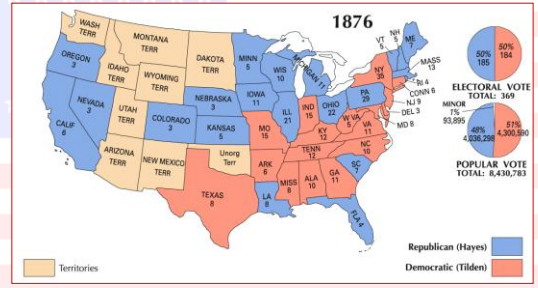 1876
WASH
TERR
MONTANA
TERR
DAKOTA
TERR
MINN
5
OREGON
3
IDAHO
TERR
WYOMING
TERR
WIS
10
MICHIGAN 11
VT
5
NH
5
ME
7
MASS
13
NY
35
RI 4
CONN 6
NJ 9
DEL 3
MD 8
NEVADA
3
UTAH
TERR
COLORADO
3
NEBRASKA
3
KANSAS
5
IOWA
11
ILL
21
IND
15
OHIO
22
PA
29
W VA
5
VA
11
CALIF
6
ARIZONA
TERR
NEW MEXICO
TERR
Unorg
Terr
MO
15
KY
12
TENN
12
NC
10
ARK
6
SC
7
TEXAS
8
LA
8
MISS
8
ALA
10
GA
11
FLA 4
50%
185
50%
184
ELECTORAL VOTE
TOTAL: 369
MINOR
1%
93,895
48%
4,036,298
51%
4,300,590
POPULAR VOTE
TOTAL: 8,430,783
Territories
Republican (Hayes)
Democratic (Tilden)